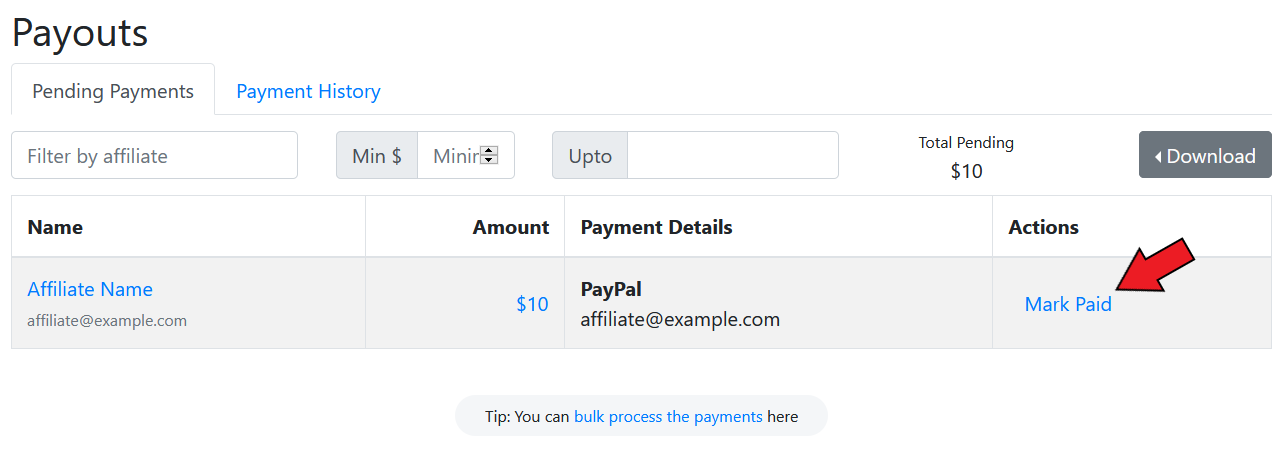 Payouts
Pending Payments Payment History
Filter by affiliate Min $ Upto Total Pending Download
$10
Name Amount Payment Details Actions
Affiliate Name PayPal
$10 Mark Paid
affiliate@example.com affiliate@example.com
Tip: You can bulk process the payments here